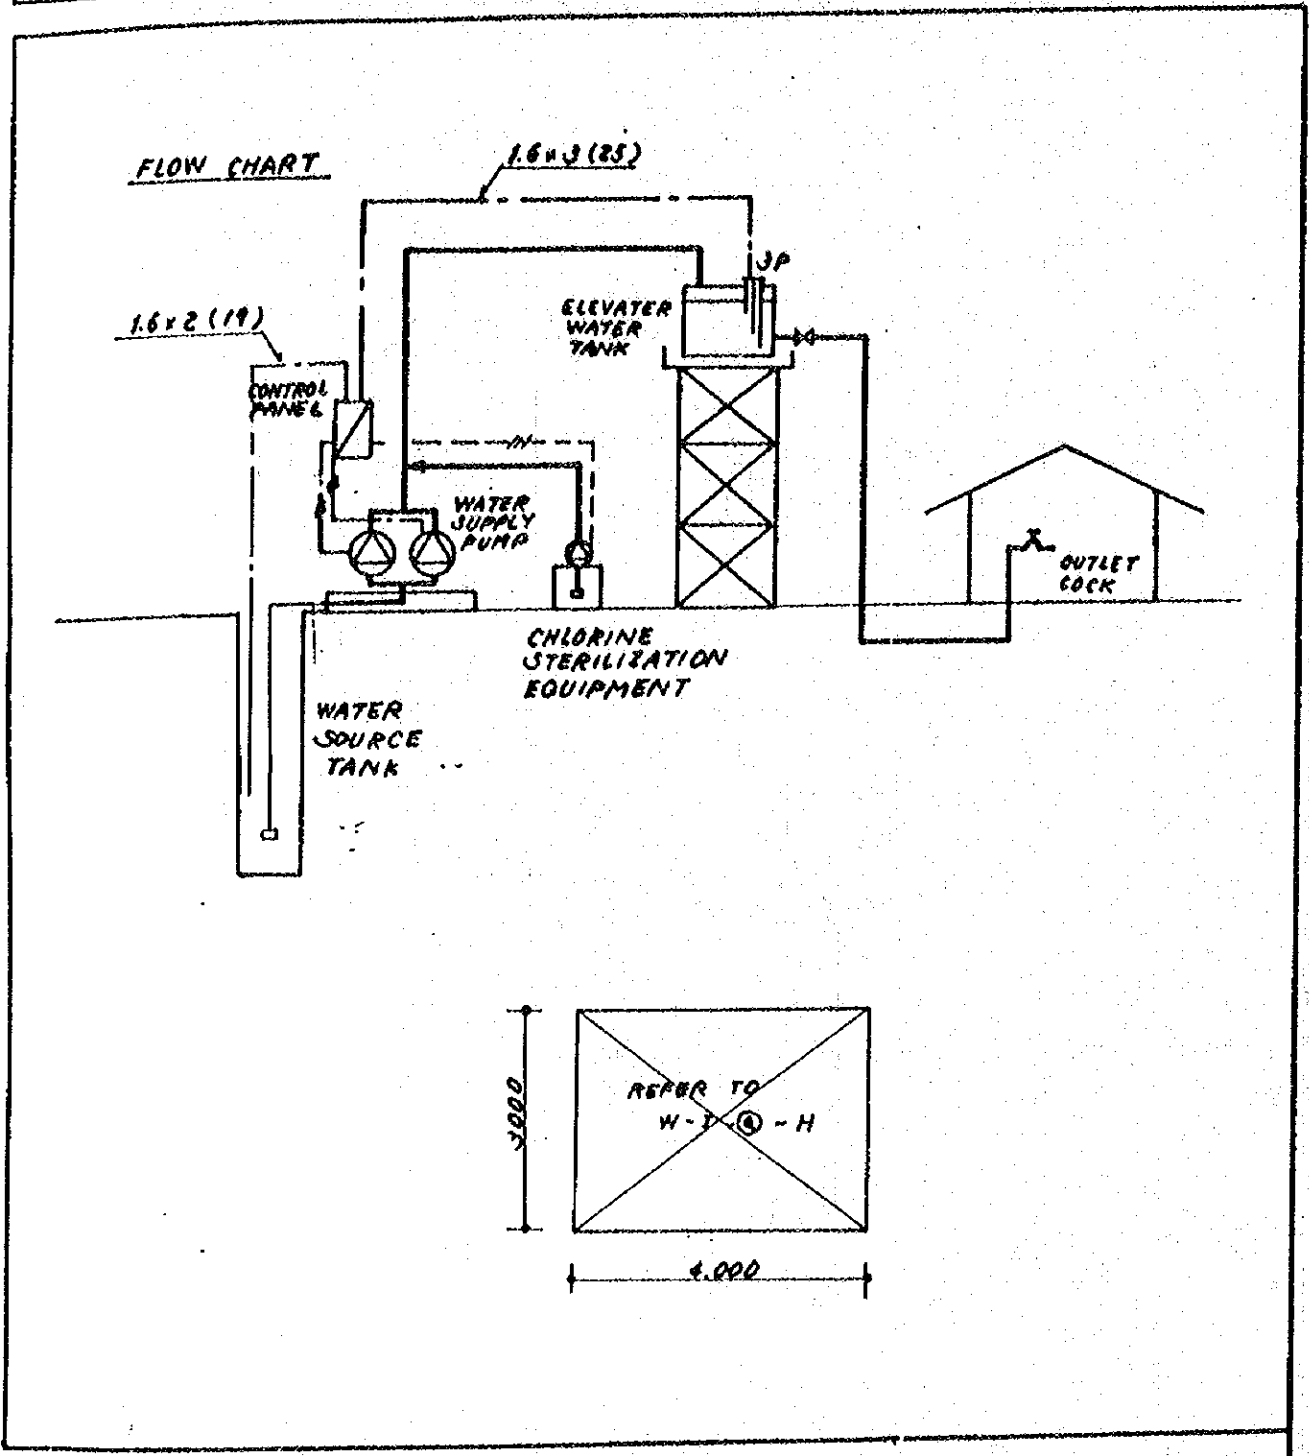 FLOW CHART
1.6 x 3 (25)
3P
ELEVATER
WATER
TANK
1.6 x 2 (19)
CONTROL
PANEL
WATER
SUPPLY
PUMP
OUTLET
COCK
CHLORINE
STERILIZATION
EQUIPMENT
WATER
SOURCE
TANK
REFER TO
W - I - ④ - H
3000
4.000